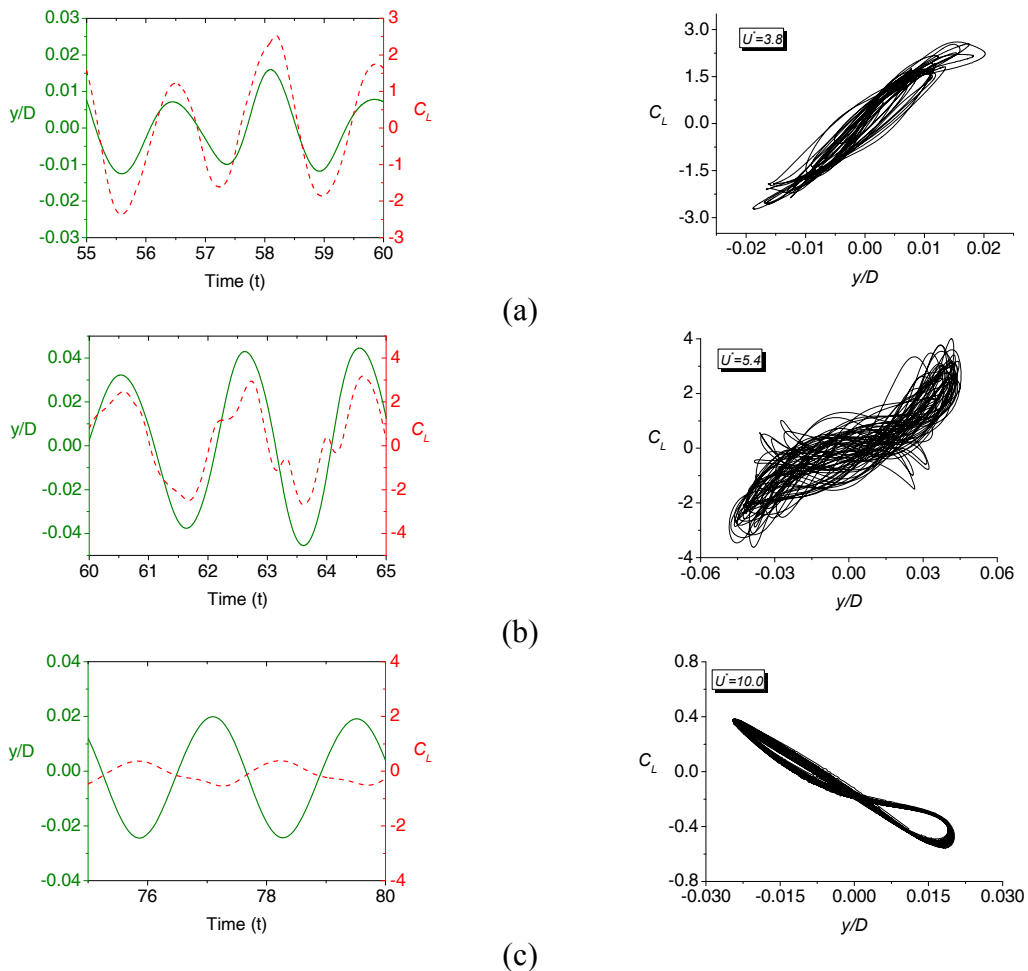 0.03
0.02
0.01
0.00
-0.01
-0.02
-0.03
y/D
3
2
1
0
-1
-2
-3
C_L
55 56 57 58 59 60
Time (t)
U*=3.8
3.0
1.5
0.0
-1.5
-3.0
C_L
-0.02 -0.01 0.00 0.01 0.02
y/D
(a)
0.04
0.02
0.00
-0.02
-0.04
y/D
4
2
0
-2
-4
C_L
60 61 62 63 64 65
Time (t)
U*=5.4
4
2
0
-2
-4
C_L
-0.06 -0.03 0.00 0.03 0.06
y/D
(b)
0.04
0.02
0.00
-0.02
-0.04
y/D
4
2
0
-2
-4
C_L
76 78 80
Time (t)
U*=10.0
0.8
0.4
0.0
-0.4
-0.8
C_L
-0.030 -0.015 0.000 0.015 0.030
y/D
(c)